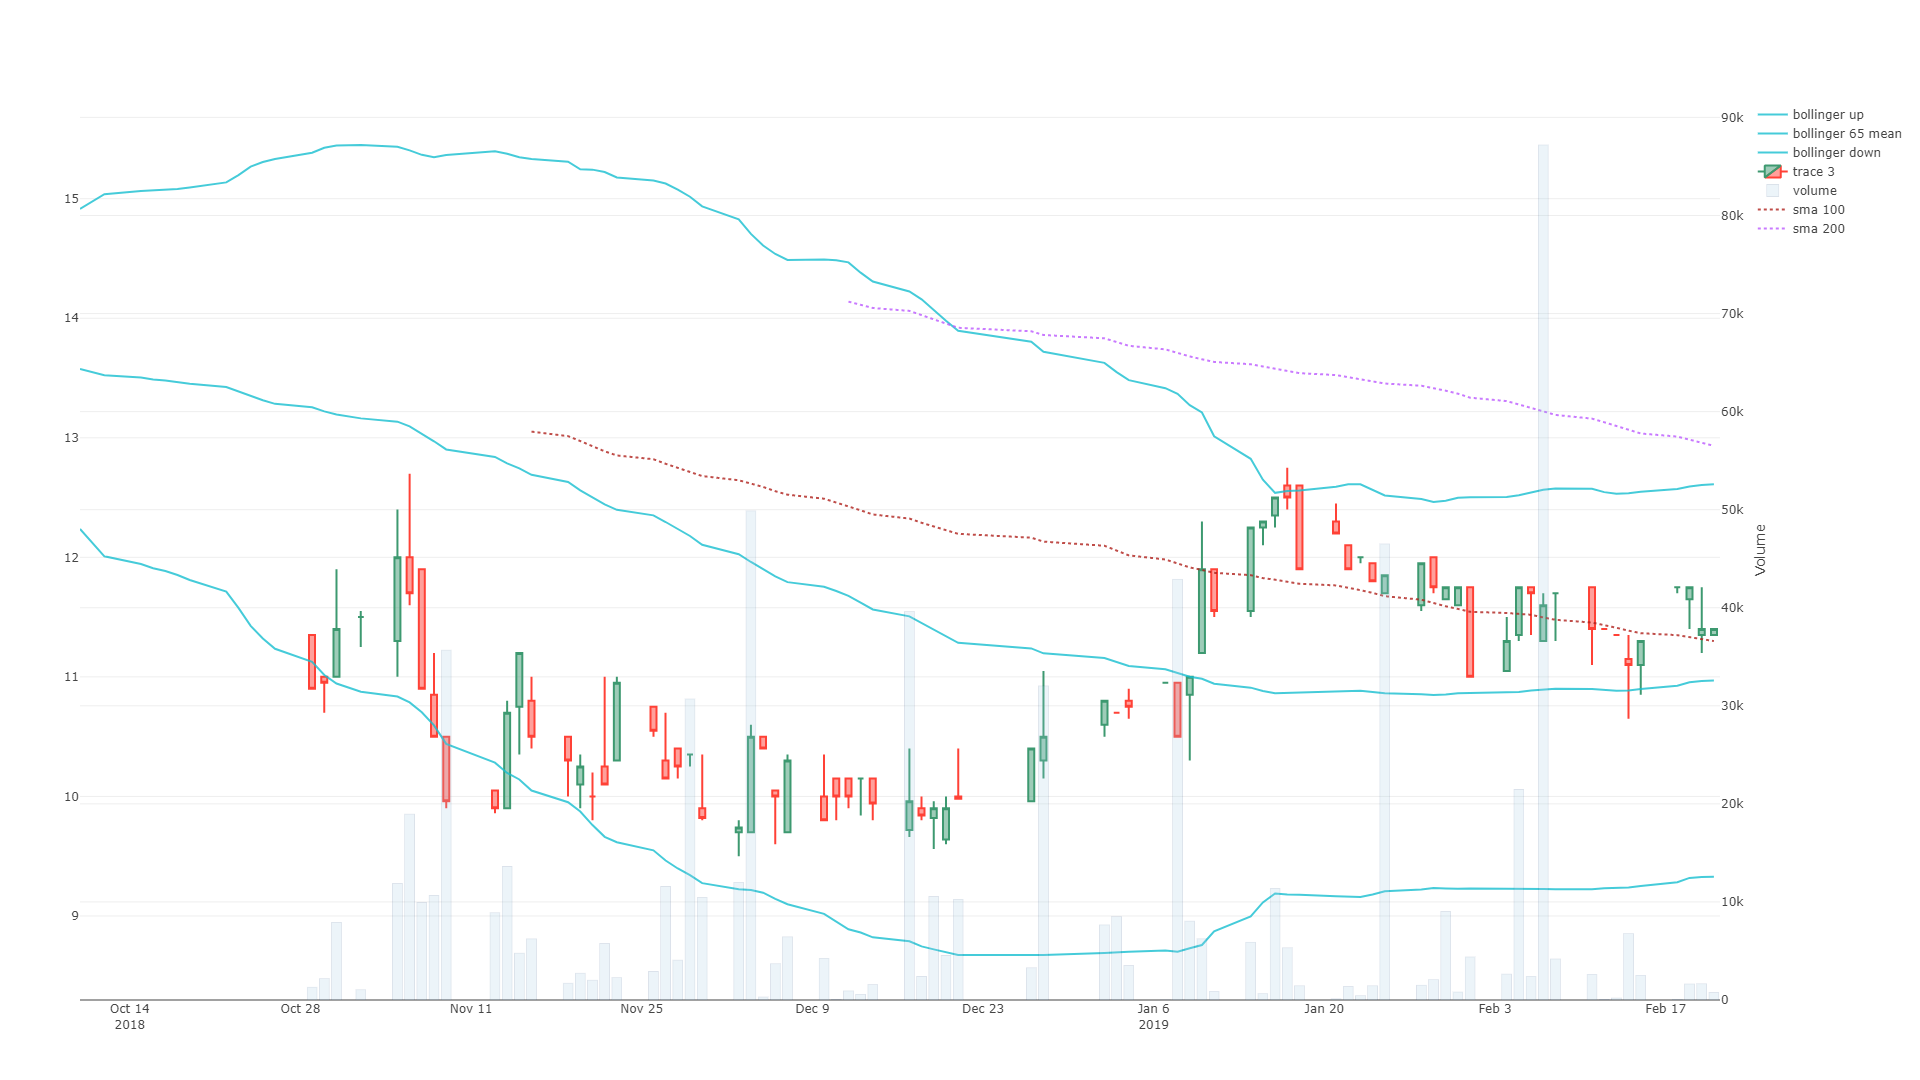 bollinger up
bollinger 65 mean
bollinger down
trace 3
volume
sma 100
sma 200
15
14
13
12
11
10
9
90k
80k
70k
60k
50k
40k
30k
20k
10k
0
Volume
Oct 14
2018
Oct 28
Nov 11
Nov 25
Dec 9
Dec 23
Jan 6
2019
Jan 20
Feb 3
Feb 17